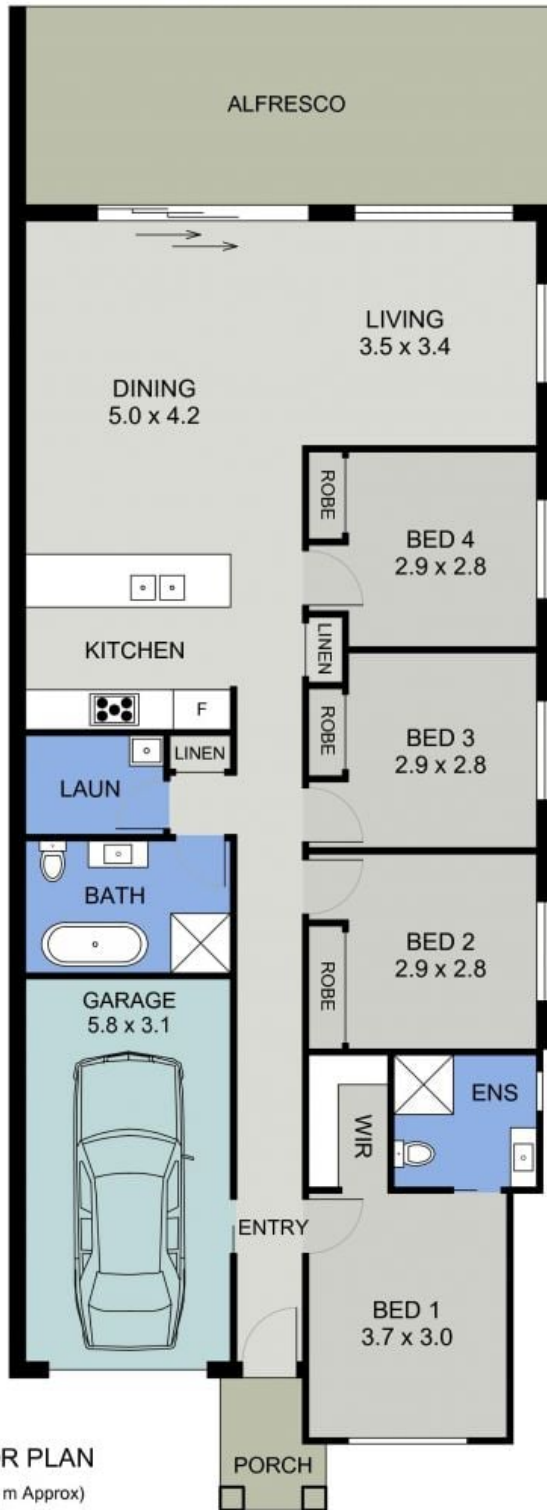 ALFRESCO
LIVING
3.5 x 3.4
DINING
5.0 x 4.2
ROBE
BED 4
2.9 x 2.8
LINEN
KITCHEN
F
ROBE
BED 3
2.9 x 2.8
LINEN
LAUN
BATH
BED 2
2.9 x 2.8
ROBE
GARAGE
5.8 x 3.1
ENS
WIR
ENTRY
BED 1
3.7 x 3.0
PORCH
PLAN
m Approx)